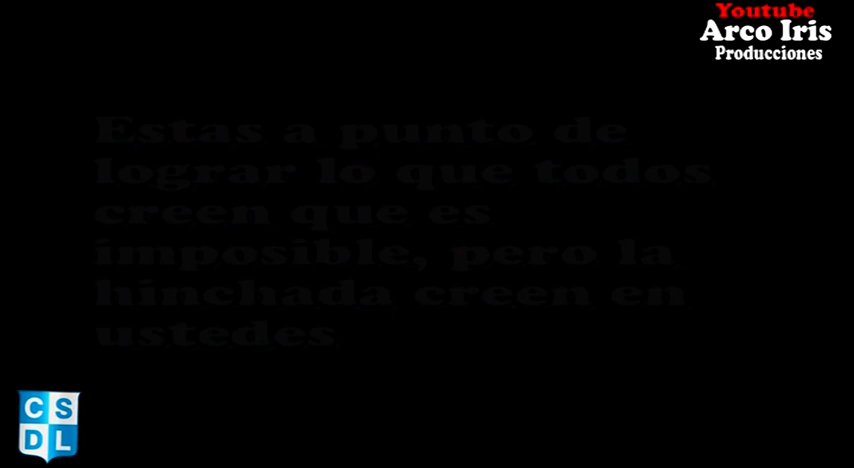 Youtube
Arco Iris
Producciones
Estas a punto de
lograr lo que todos
creen que es
imposible, pero la
hinchada creen en
ustedes
C S
D L